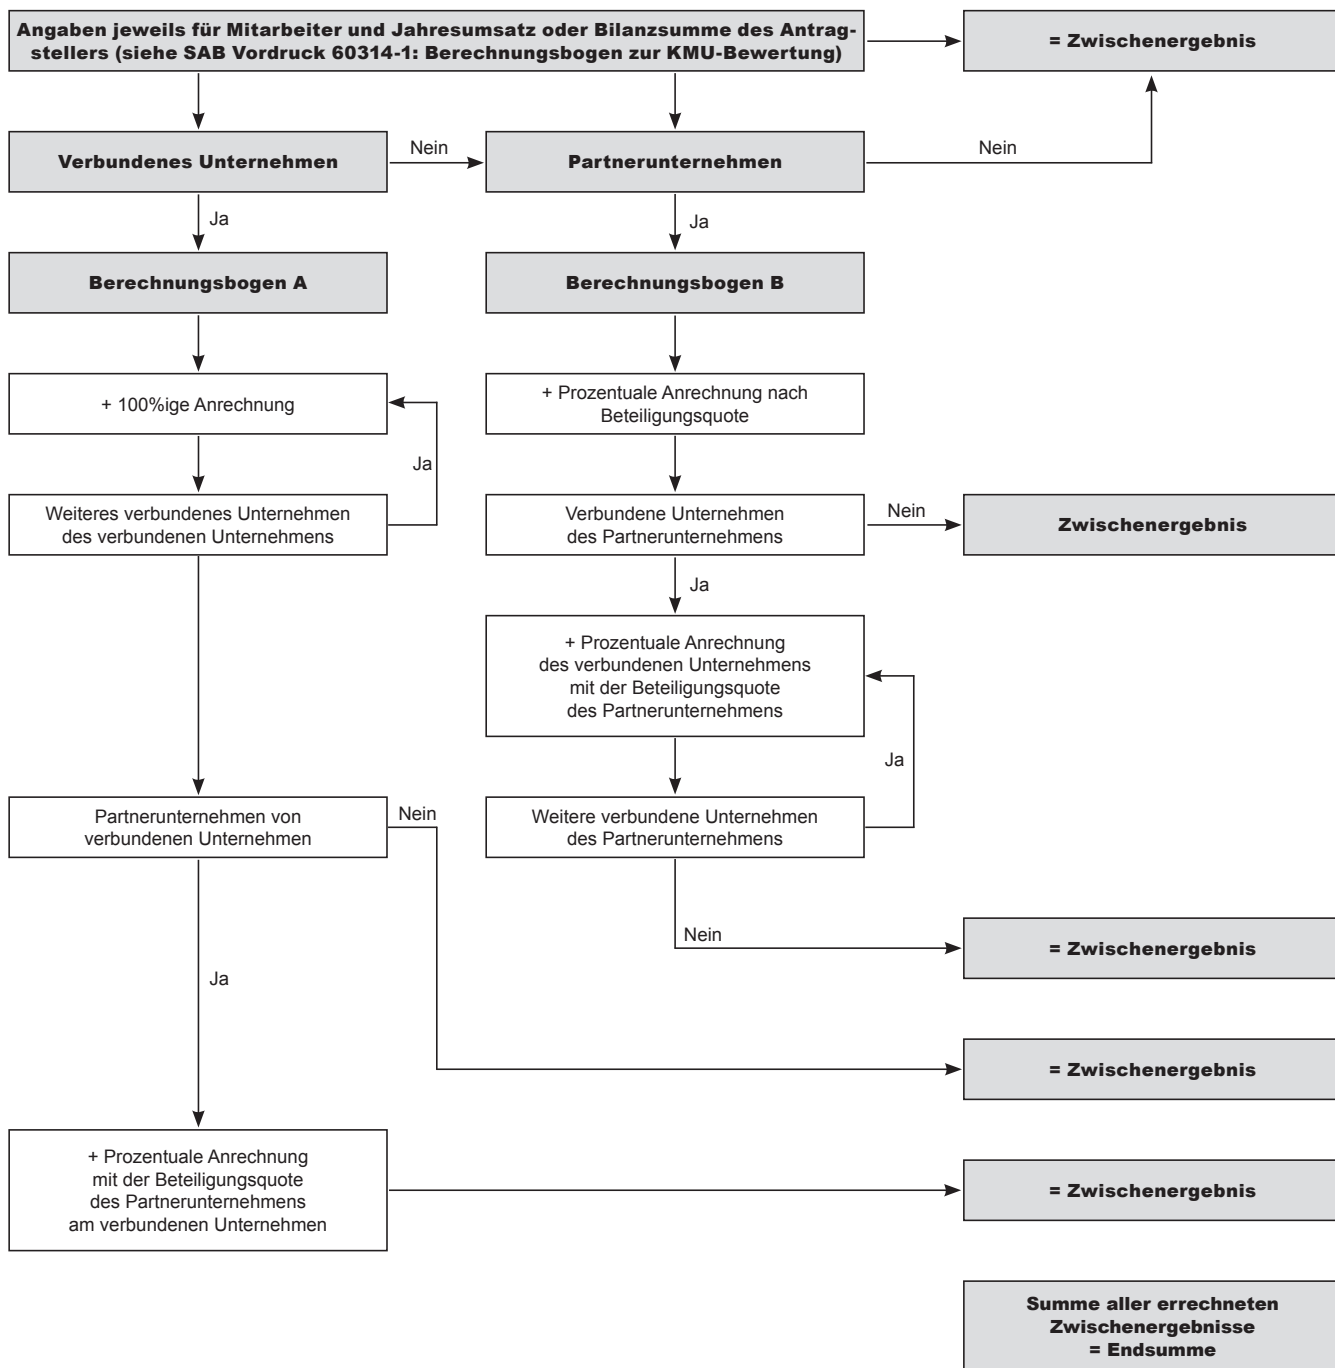 Angaben jeweils für Mitarbeiter und Jahresumsatz oder Bilanzsumme des Antrag-
stellers (siehe SAB Vordruck 60314-1: Berechnungsbogen zur KMU-Bewertung)
= Zwischenergebnis
Verbundenes Unternehmen
Nein
Partnerunternehmen
Nein
Ja
Ja
Berechnungsbogen A
Berechnungsbogen B
+ 100%ige Anrechnung
+ Prozentuale Anrechnung nach
Beteiligungsquote
Ja
Weiteres verbundenes Unternehmen
des verbundenen Unternehmens
Verbundene Unternehmen
des Partnerunternehmens
Nein
Zwischenergebnis
Ja
+ Prozentuale Anrechnung
des verbundenen Unternehmens
mit der Beteiligungsquote
des Partnerunternehmens
Ja
Partnerunternehmen von
verbundenen Unternehmen
Nein
Weitere verbundene Unternehmen
des Partnerunternehmens
Nein
= Zwischenergebnis
Ja
= Zwischenergebnis
+ Prozentuale Anrechnung
mit der Beteiligungsquote
des Partnerunternehmens
am verbundenen Unternehmen
= Zwischenergebnis
Summe aller errechneten
Zwischenergebnisse
= Endsumme